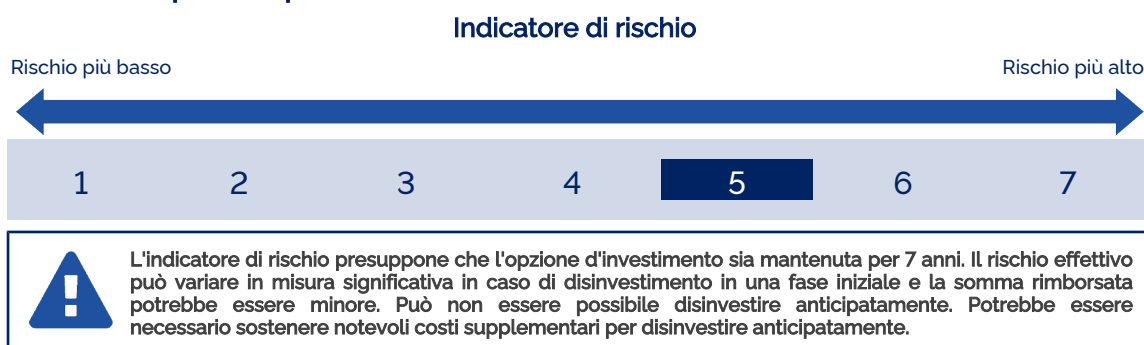 Indicatore di rischio
Rischio più basso
Rischio più alto
1 2 3 4 5 6 7
L'indicatore di rischio presuppone che l'opzione d'investimento sia mantenuta per 7 anni. Il rischio effettivo
può variare in misura significativa in caso di disinvestimento in una fase iniziale e la somma rimborsata
potrebbe essere minore. Può non essere possibile disinvestire anticipatamente. Potrebbe essere
necessario sostenere notevoli costi supplementari per disinvestire anticipatamente.